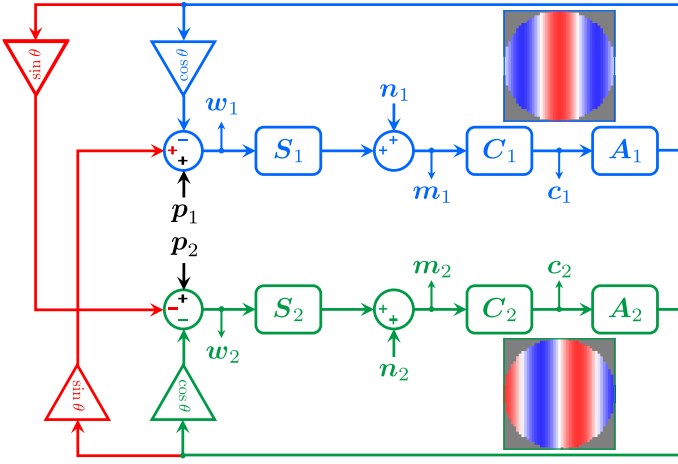 sin θ
cos θ
w₁
n₁
−
+
+
S₁
+
+
C₁
A₁
m₁
c₁
p₁
p₂
m₂
c₂
+
−
−
S₂
+
+
C₂
A₂
w₂
n₂
sin θ
cos θ